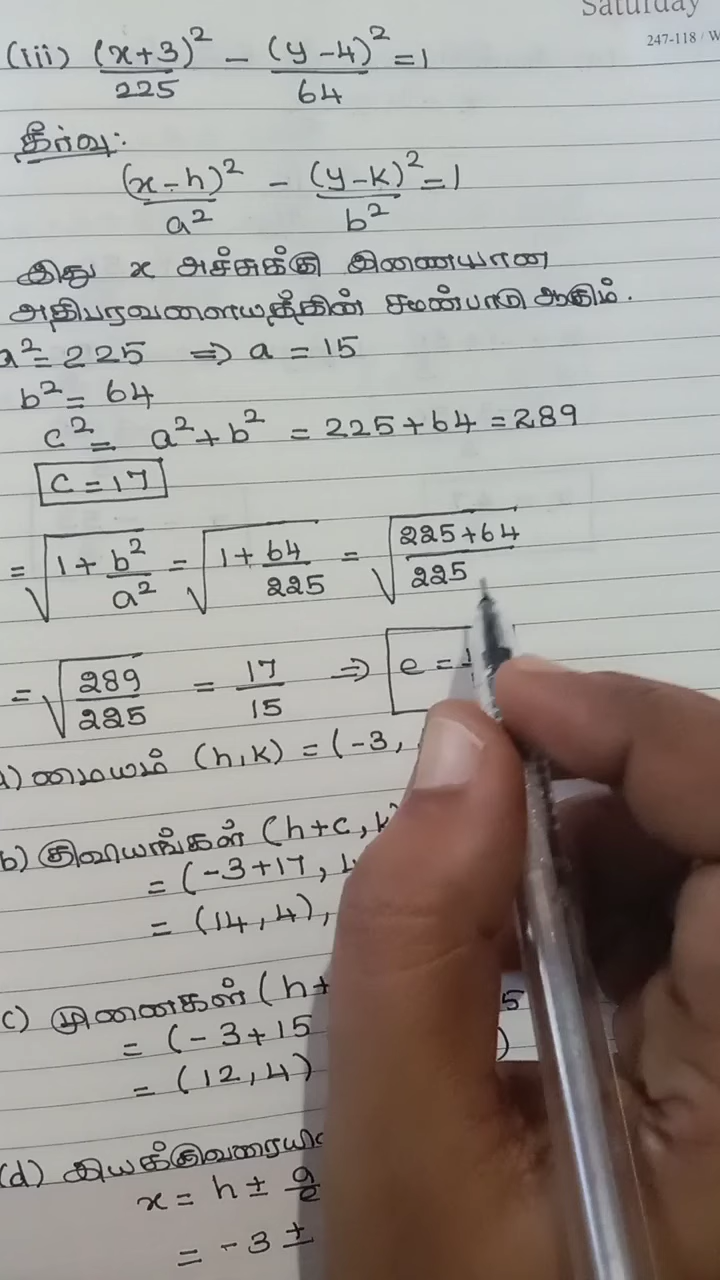 Saturday
247-118 / W
(iii) (x+3)²/225 − (y−4)²/64 = 1
தீர்வு:
(x−h)²/a² − (y−k)²/b² = 1
இது x அச்சுக்கு இணையான
அதிபரவளையத்தின் சமன்பாடு ஆகும்.
a² = 225 ⇒ a = 15
b² = 64
c² = a² + b² = 225+64 = 289
c = 17
= √(1 + b²/a²) = √(1 + 64/225) = √((225+64)/225)
= √(289/225) = 17/15 ⇒ e =
) மையம் (h,k) = (−3,
b) குவியங்கள் (h+c, k)
= (−3+17, 4
= (14,4),
c) முனைகள் (h+
= (−3+15 5
= (12,4) )
(d) இயக்குவரை
x = h ± a/e
= −3 ±